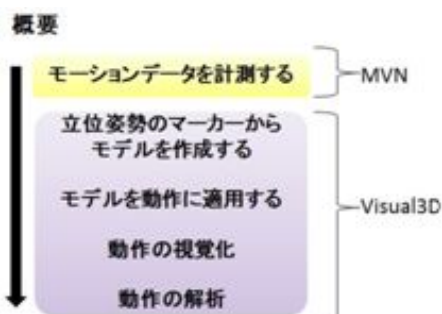 概要
モーションデータを計測する
MVN
立位姿勢のマーカーから
モデルを作成する
モデルを動作に適用する
Visual3D
動作の視覚化
動作の解析